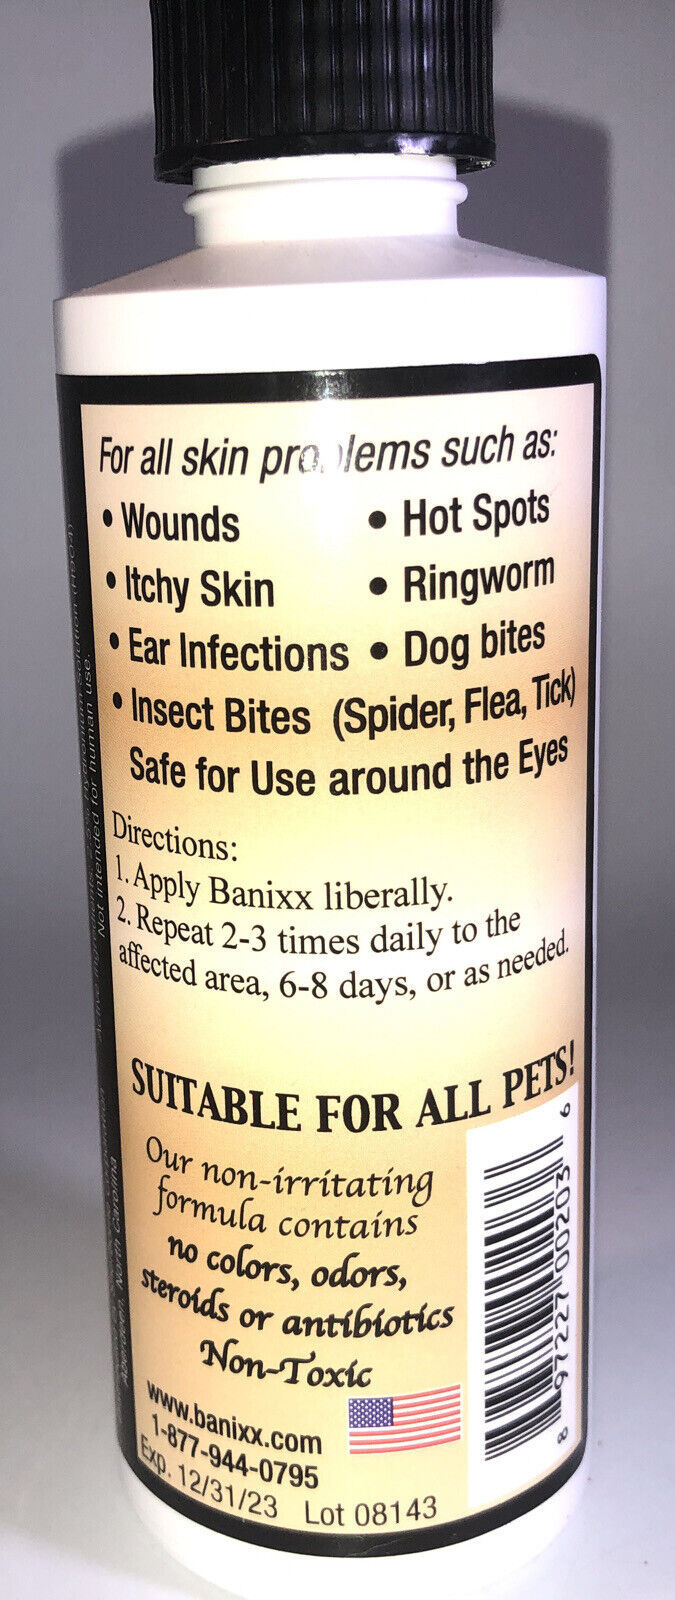 For all skin problems such as:
• Wounds
• Hot Spots
• Itchy Skin
• Ringworm
• Ear Infections
• Dog bites
• Insect Bites (Spider, Flea, Tick)
Safe for Use around the Eyes
Directions:
1. Apply Banixx liberally.
2. Repeat 2-3 times daily to the
affected area, 6-8 days, or as needed.
SUITABLE FOR ALL PETS!
Our non-irritating
formula contains
no colors, odors,
steroids or antibiotics
Non-Toxic
www.banixx.com
1-877-944-0795
Exp. 12/31/23 Lot 08143
8 97227 00203 6
Not intended for human use.
Aberdeen, North Carolina